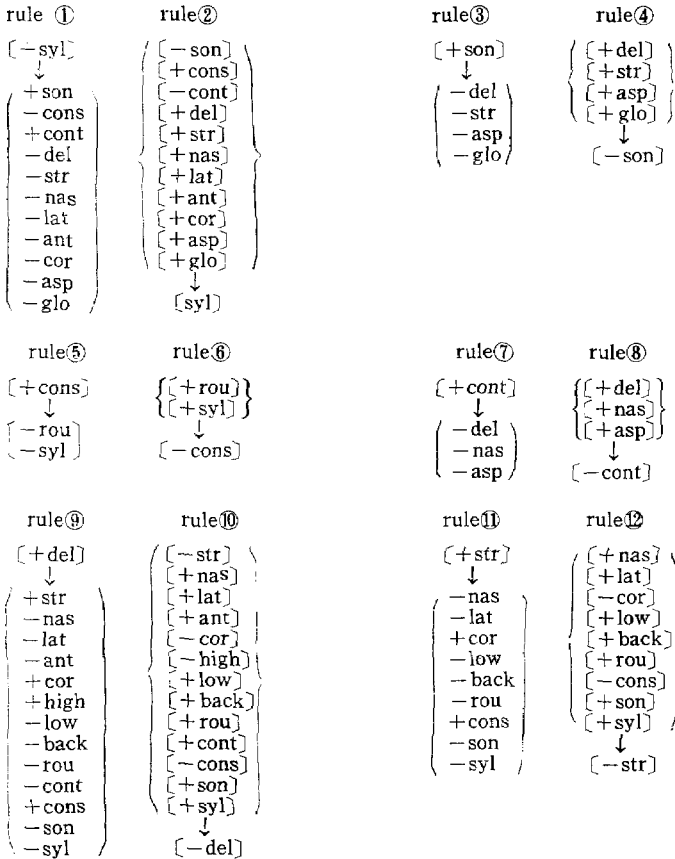 rule ①
[+syl]
↓
+son
−cons
+cont
−del
−str
−nas
−lat
−ant
−cor
−asp
−glo
rule②
[−son]
[+cons]
[−cont]
[+del]
[+str]
[+nas]
[+lat]
[+ant]
[+cor]
[+asp]
[+glo]
↓
[syl]
rule③
[+son]
↓
−del
−str
−asp
−glo
rule④
[+del]
[+str]
[+asp]
[+glo]
↓
[−son]
rule⑤
[+cons]
↓
−rou
−syl
rule⑥
[+rou]
[+syl]
↓
[−cons]
rule⑦
[+cont]
↓
−del
−nas
−asp
rule⑧
[+del]
[+nas]
[+asp]
↓
[−cont]
rule⑨
[+del]
↓
+str
−nas
−lat
−ant
+cor
+high
−low
−back
−rou
−cont
+cons
−son
−syl
rule⑩
[−str]
[+nas]
[+lat]
[+ant]
[−cor]
[−high]
[+low]
[+back]
[+rou]
[+cont]
[−cons]
[+son]
[+syl]
↓
[−del]
rule⑪
[+str]
↓
−nas
−lat
+cor
−low
−back
−rou
+cons
−son
−syl
rule⑫
[+nas]
[+lat]
[−cor]
[+low]
[+back]
[+rou]
[−cons]
[+son]
[+syl]
↓
[−str]